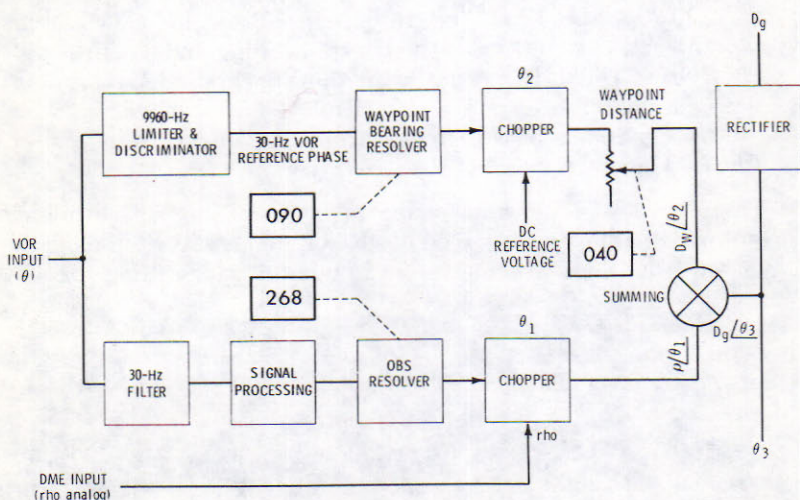 Dg
θ2
WAYPOINT
DISTANCE
9960-Hz
LIMITER &
DISCRIMINATOR
30-Hz VOR
REFERENCE PHASE
WAYPOINT
BEARING
RESOLVER
CHOPPER
RECTIFIER
090
DC
REFERENCE
VOLTAGE
040
Dw/θ2
VOR
INPUT
(θ)
268
SUMMING
θ1
Dg/θ3
ρ/θ1
30-Hz
FILTER
SIGNAL
PROCESSING
OBS
RESOLVER
CHOPPER
rho
θ3
DME INPUT
(rho analog)